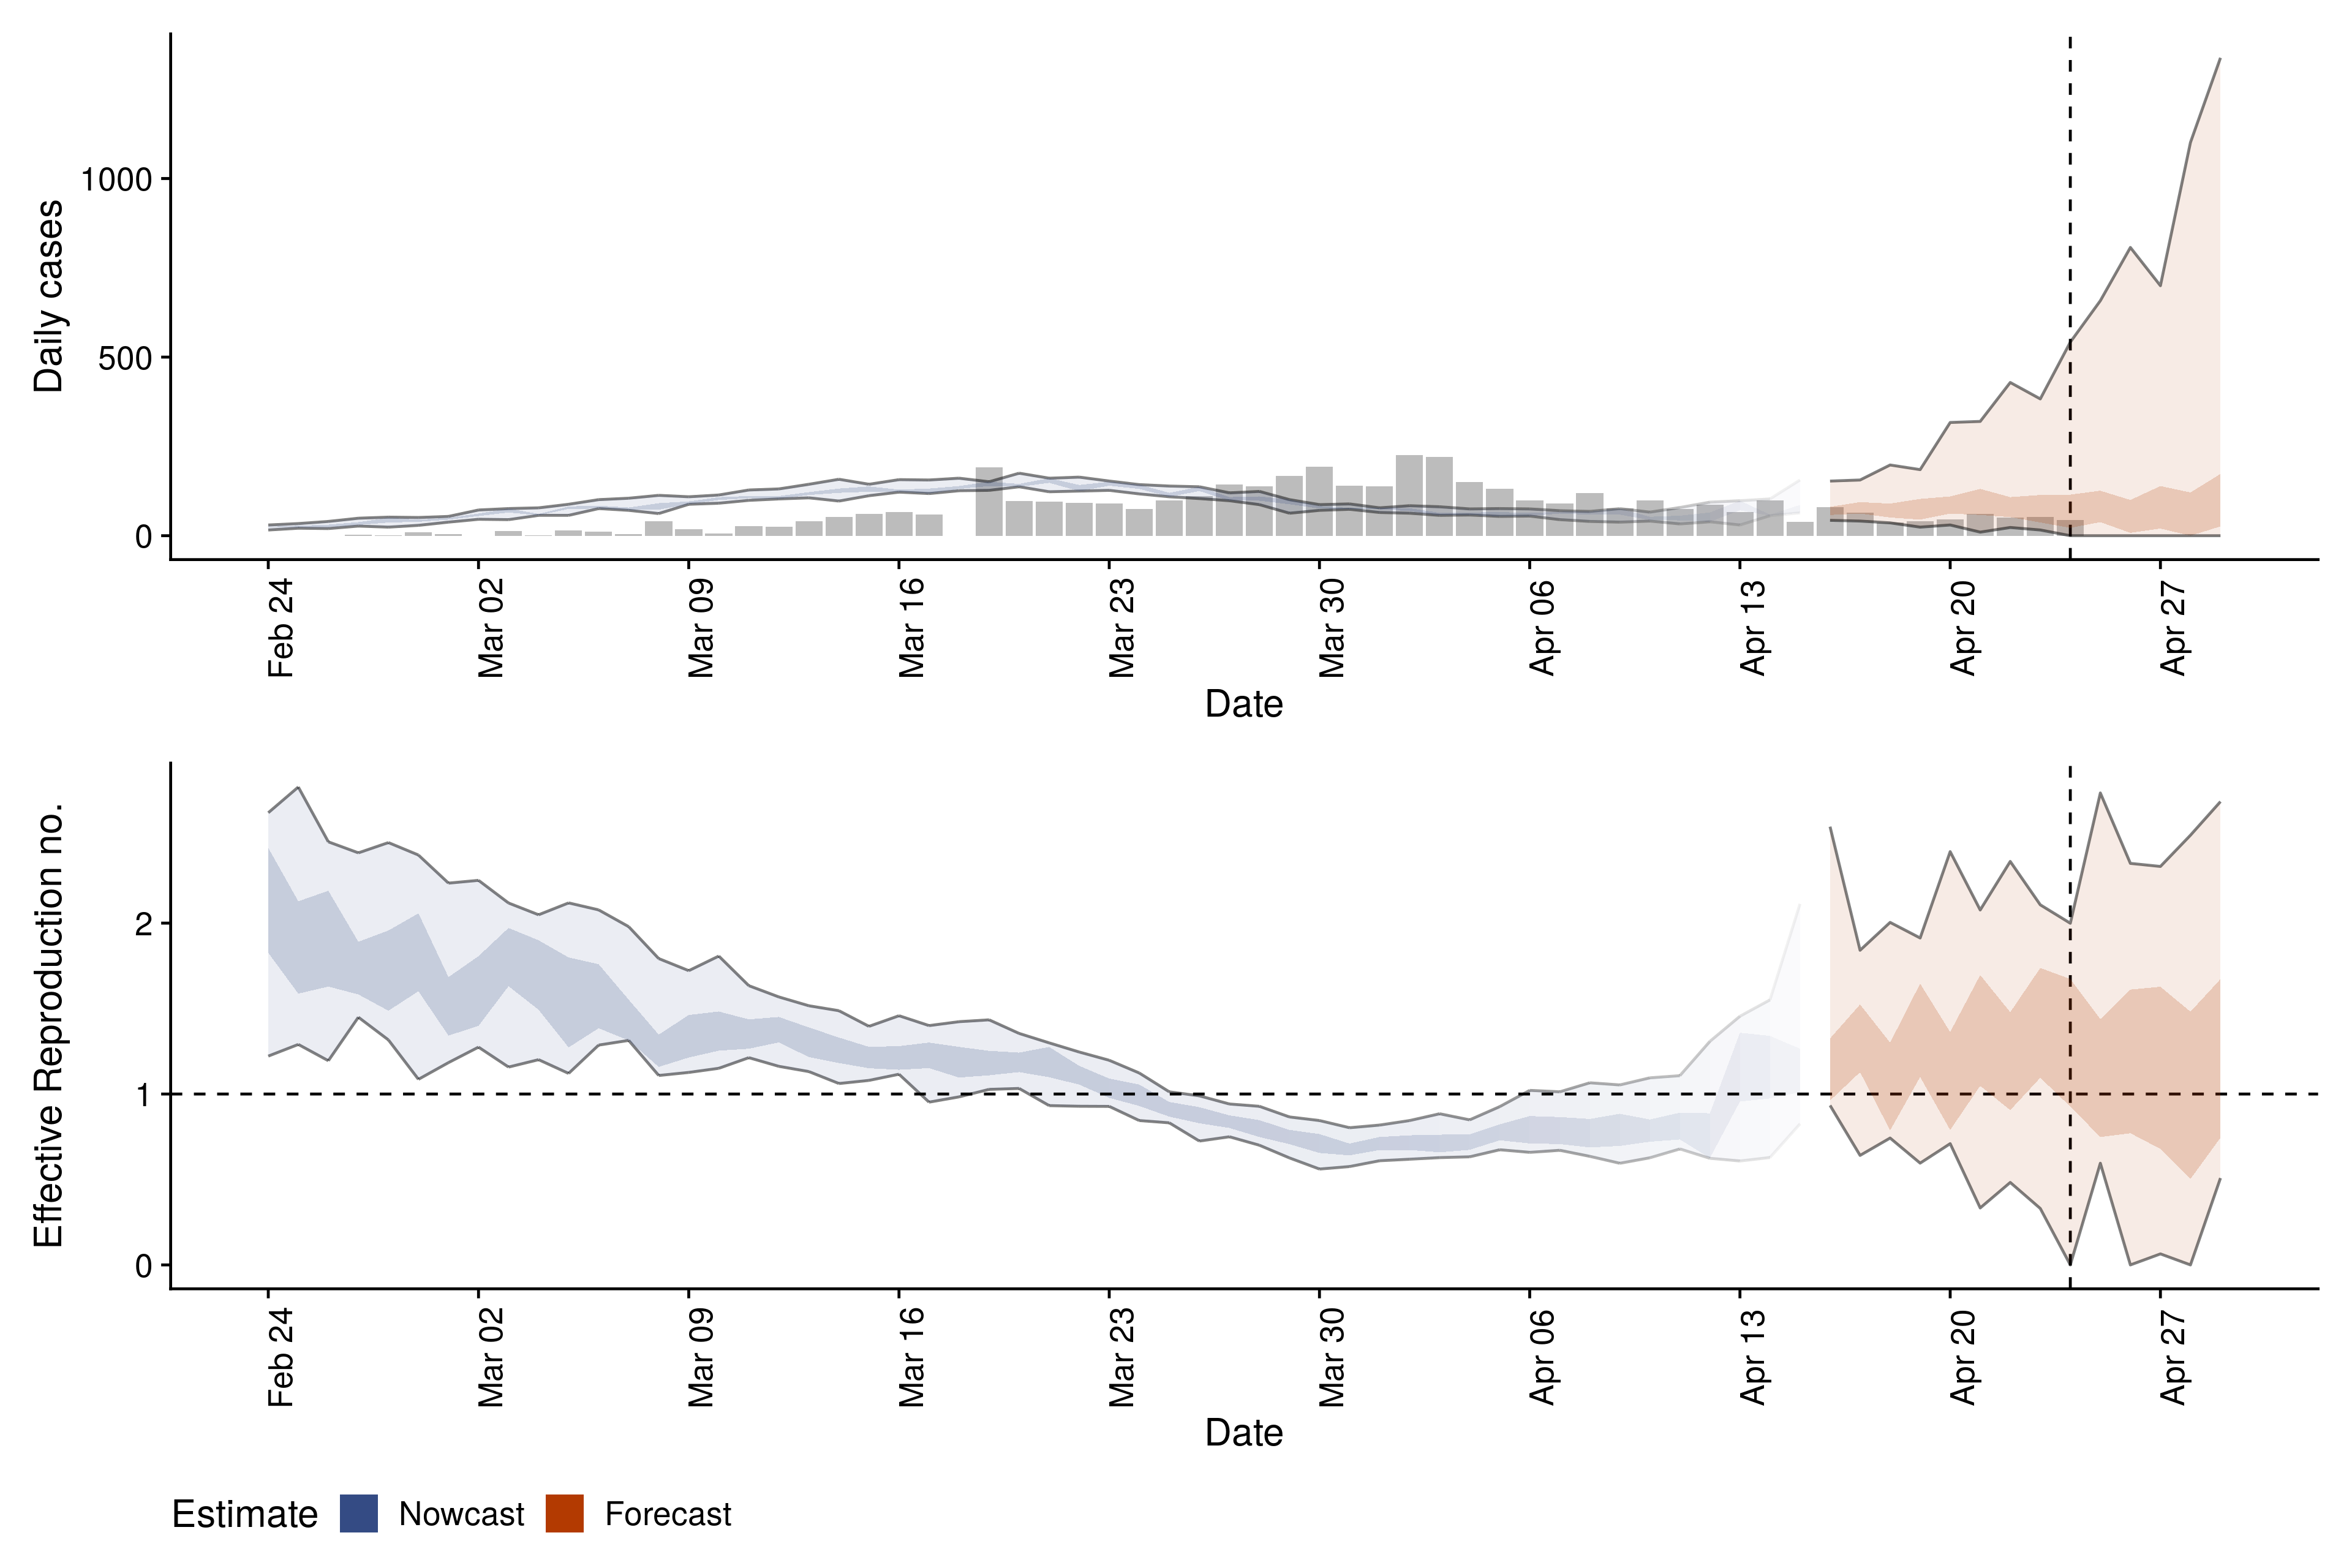 Daily cases
1000
500
0
Feb 24 Mar 02 Mar 09 Mar 16 Mar 23 Mar 30 Apr 06 Apr 13 Apr 20 Apr 27
Date
Effective Reproduction no.
2
1
0
Feb 24 Mar 02 Mar 09 Mar 16 Mar 23 Mar 30 Apr 06 Apr 13 Apr 20 Apr 27
Date
Estimate Nowcast Forecast